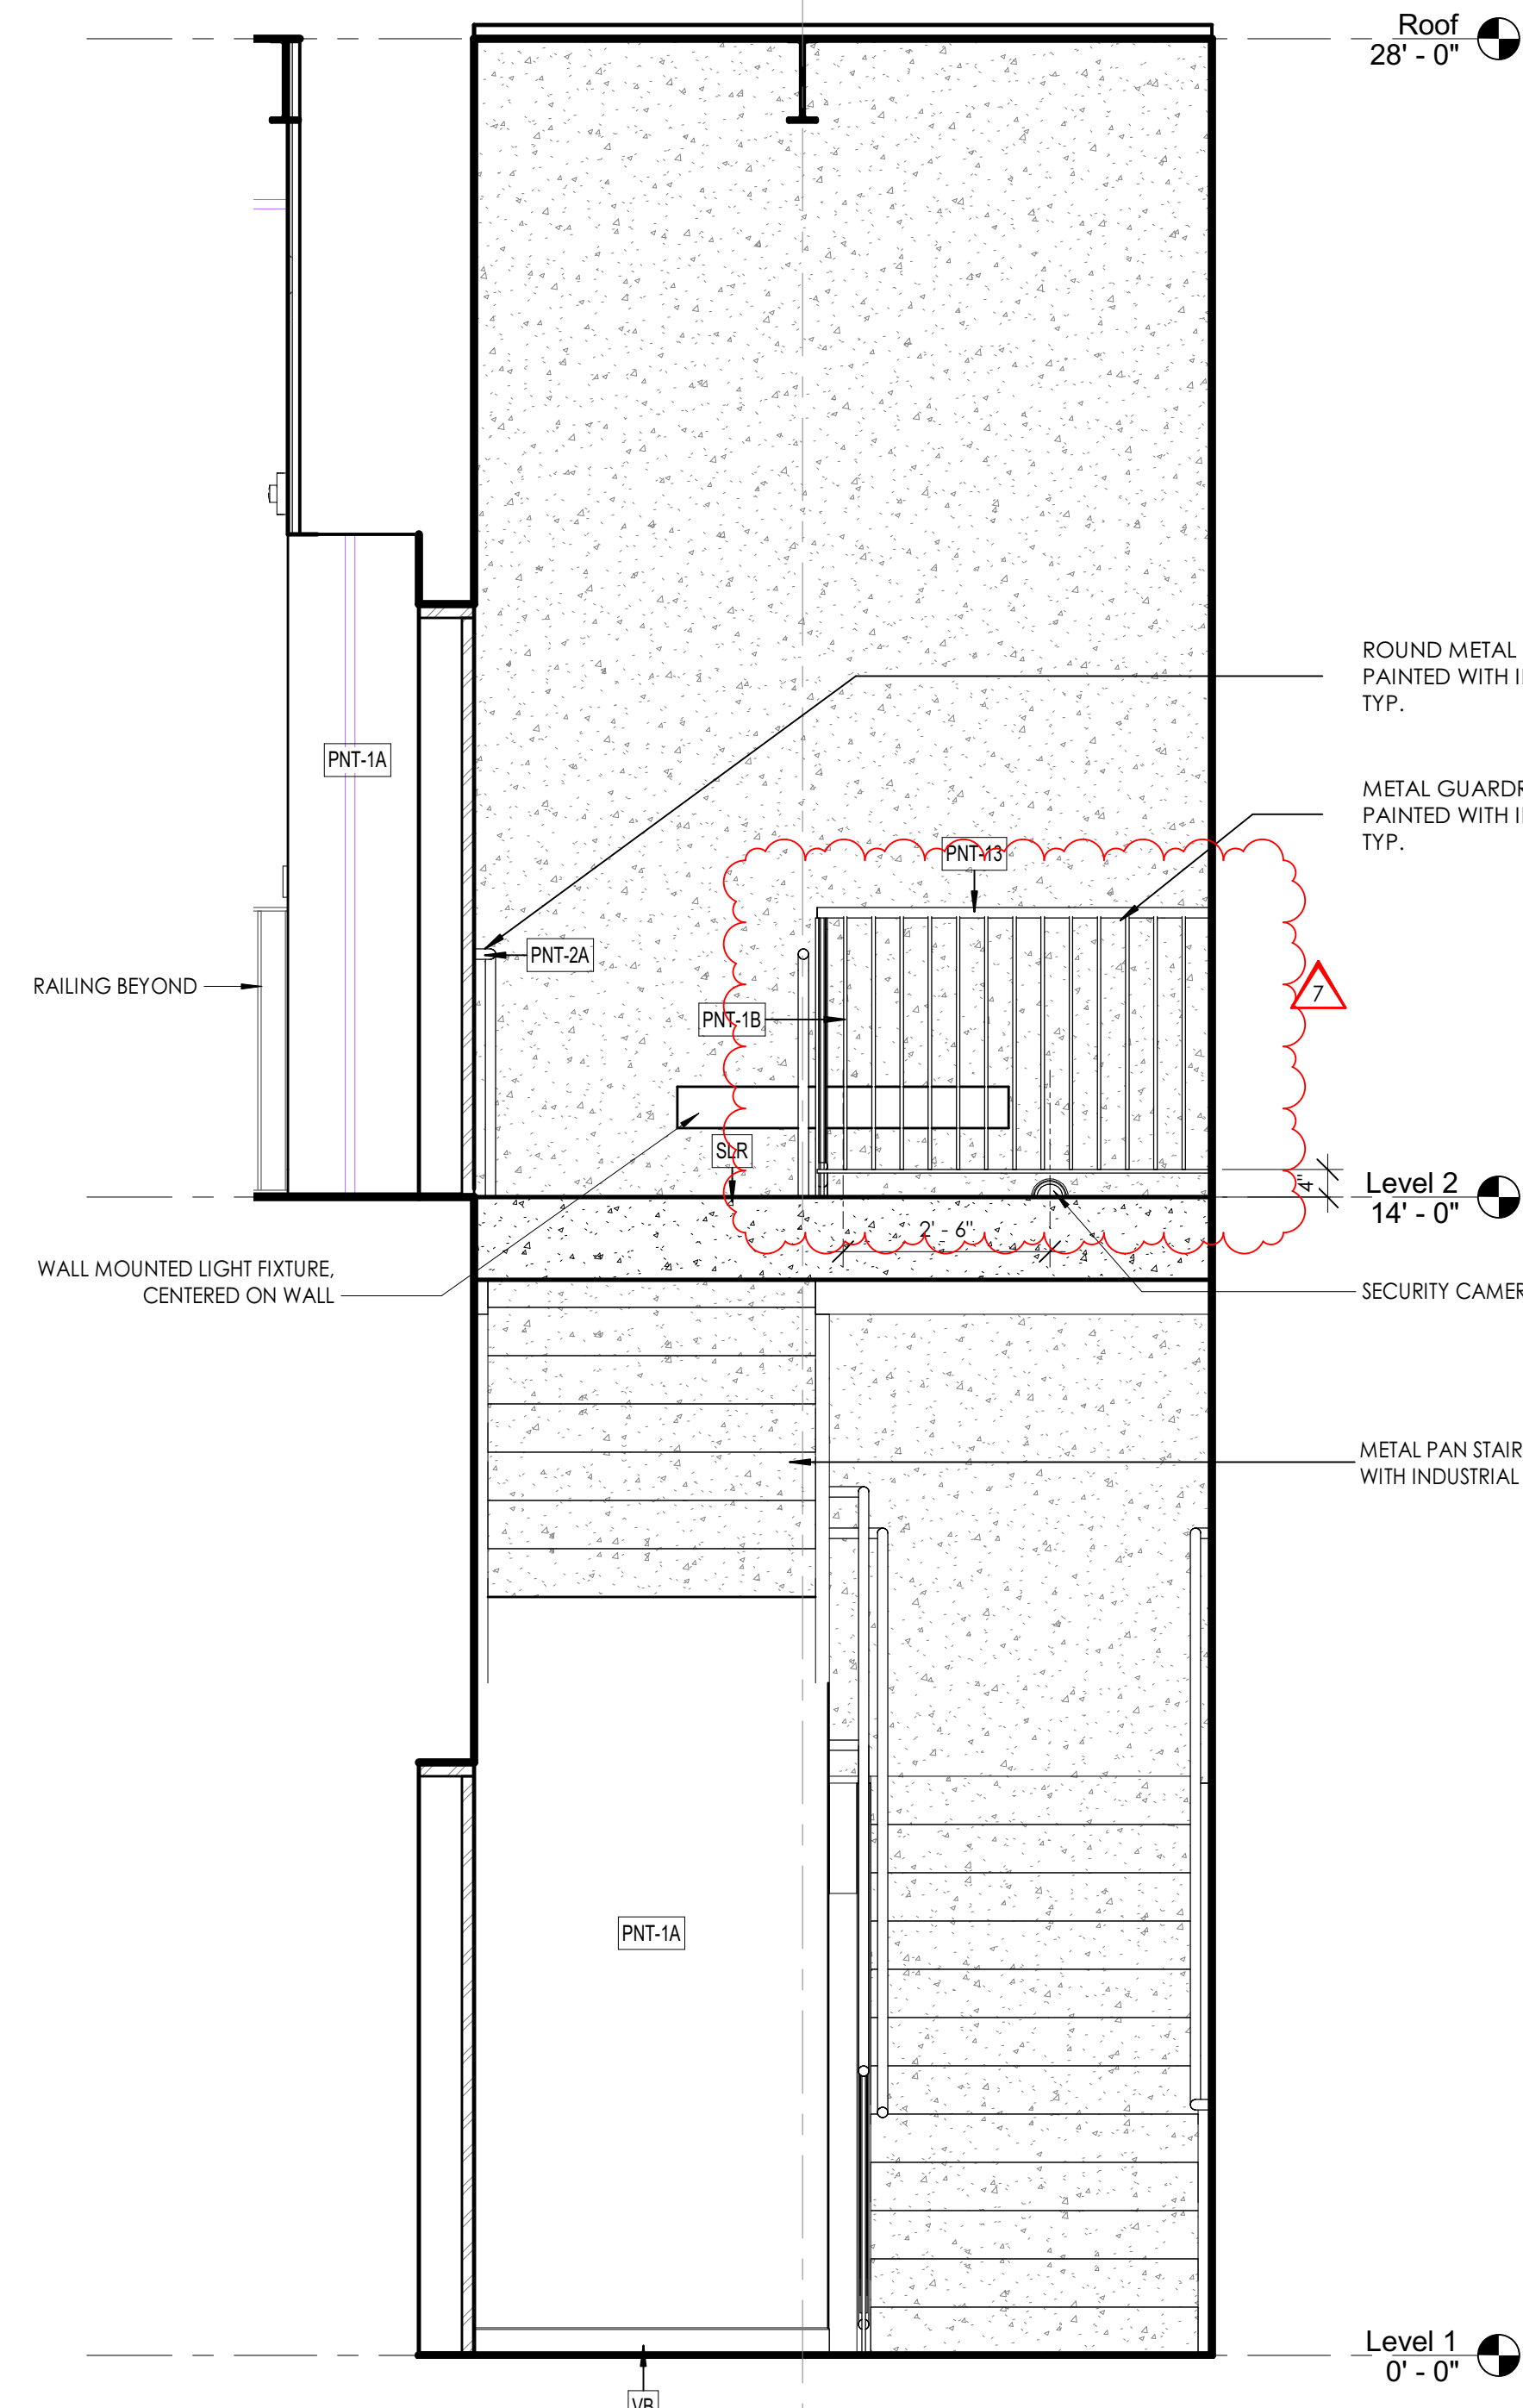 Roof
28' - 0"
ROUND METAL
PAINTED WITH
TYP.
PNT-1A
METAL
PAINTED WITH
TYP.
PNT-13
PNT-2A
RAILING BEYOND
7
PNT-1B
SLR
4"
Level 2
14' - 0"
2' - 6"
WALL MOUNTED LIGHT FIXTURE,
CENTERED ON WALL
SECURITY
METAL PAN STAIR
WITH INDUSTRIAL
PNT-1A
Level 1
0' - 0"
VB